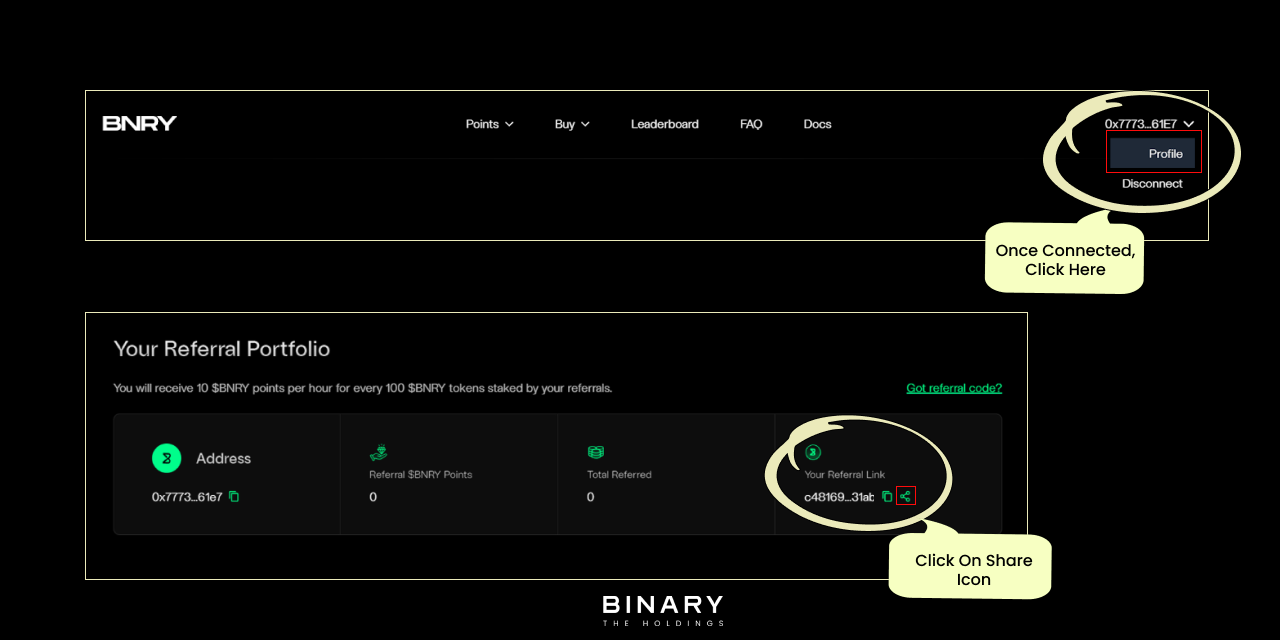 BNRY
Points
Buy
Leaderboard
FAQ
Docs
0x7773...61E7
Profile
Disconnect
Once Connected,
Click Here
Your Referral Portfolio
You will receive 10 $BNRY points per hour for every 100 $BNRY tokens staked by your referrals.
Got referral code?
Address
0x7773...61e7
Referral $BNRY Points
0
Total Referred
0
Your Referral Link
c48169...31ab
Click On Share
Icon
BINARY
THE HOLDINGS